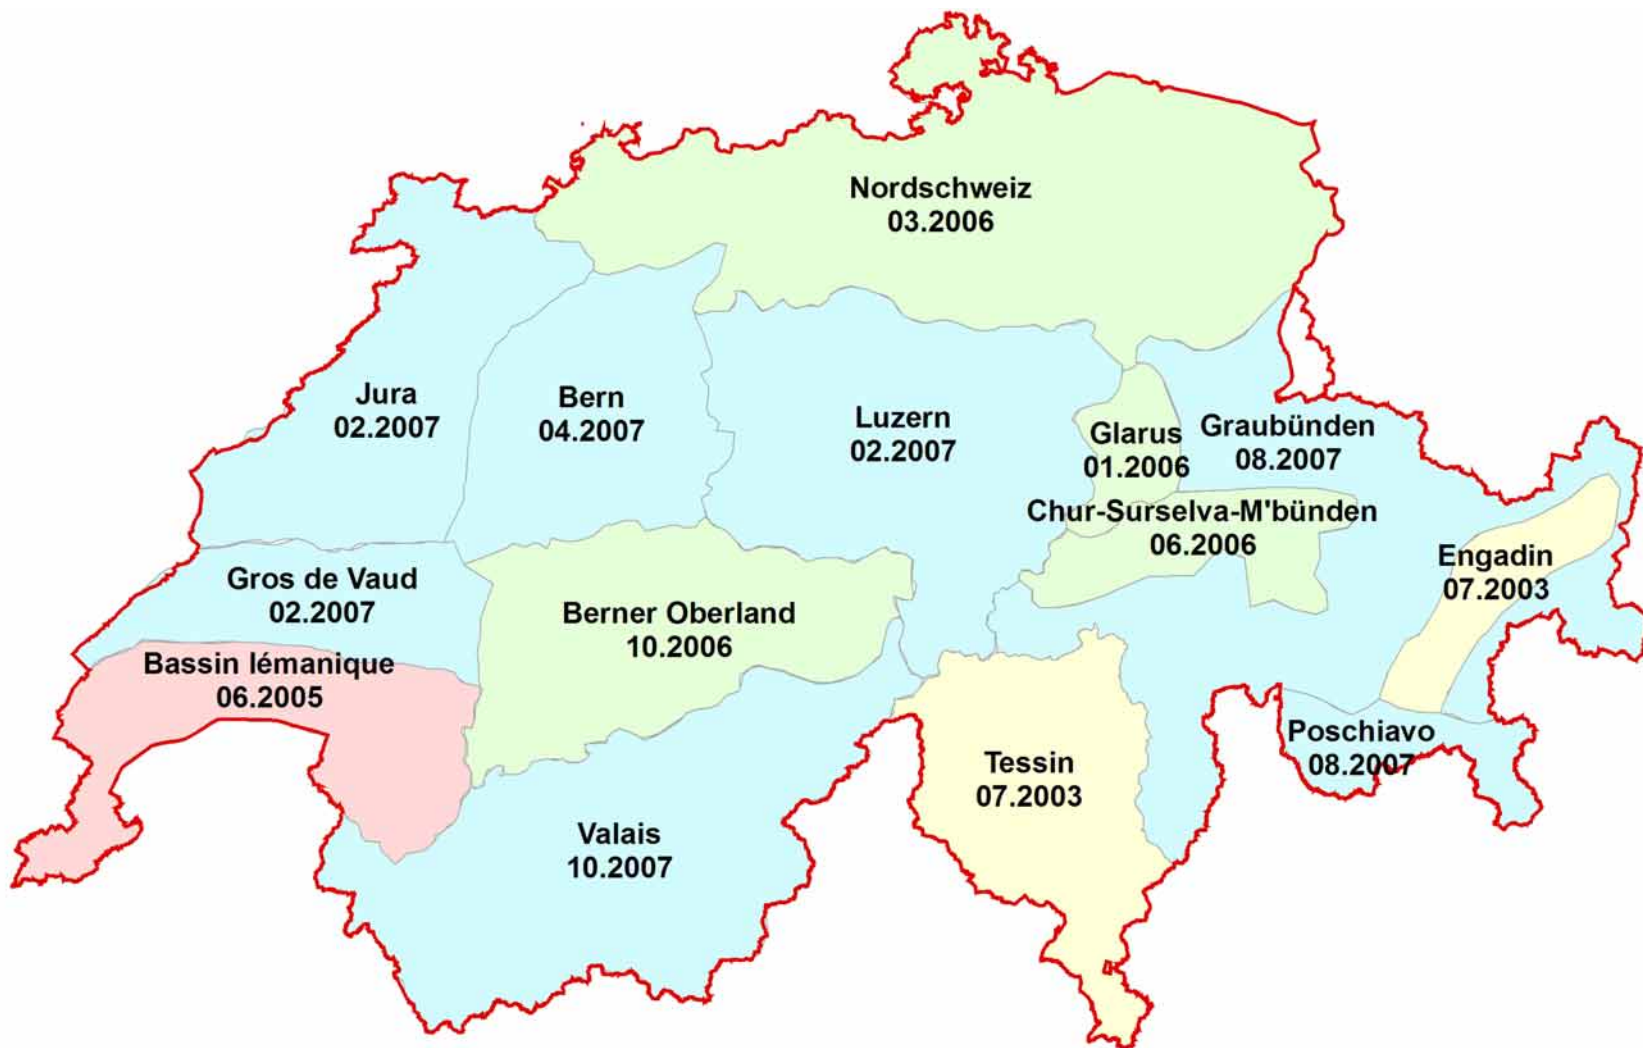 Nordschweiz
03.2006
Jura
02.2007
Bern
04.2007
Luzern
02.2007
Glarus
01.2006
Graubünden
08.2007
Chur-Surselva-M'bünden
06.2006
Engadin
07.2003
Gros de Vaud
02.2007
Berner Oberland
10.2006
Bassin lémanique
06.2005
Poschiavo
08.2007
Tessin
07.2003
Valais
10.2007